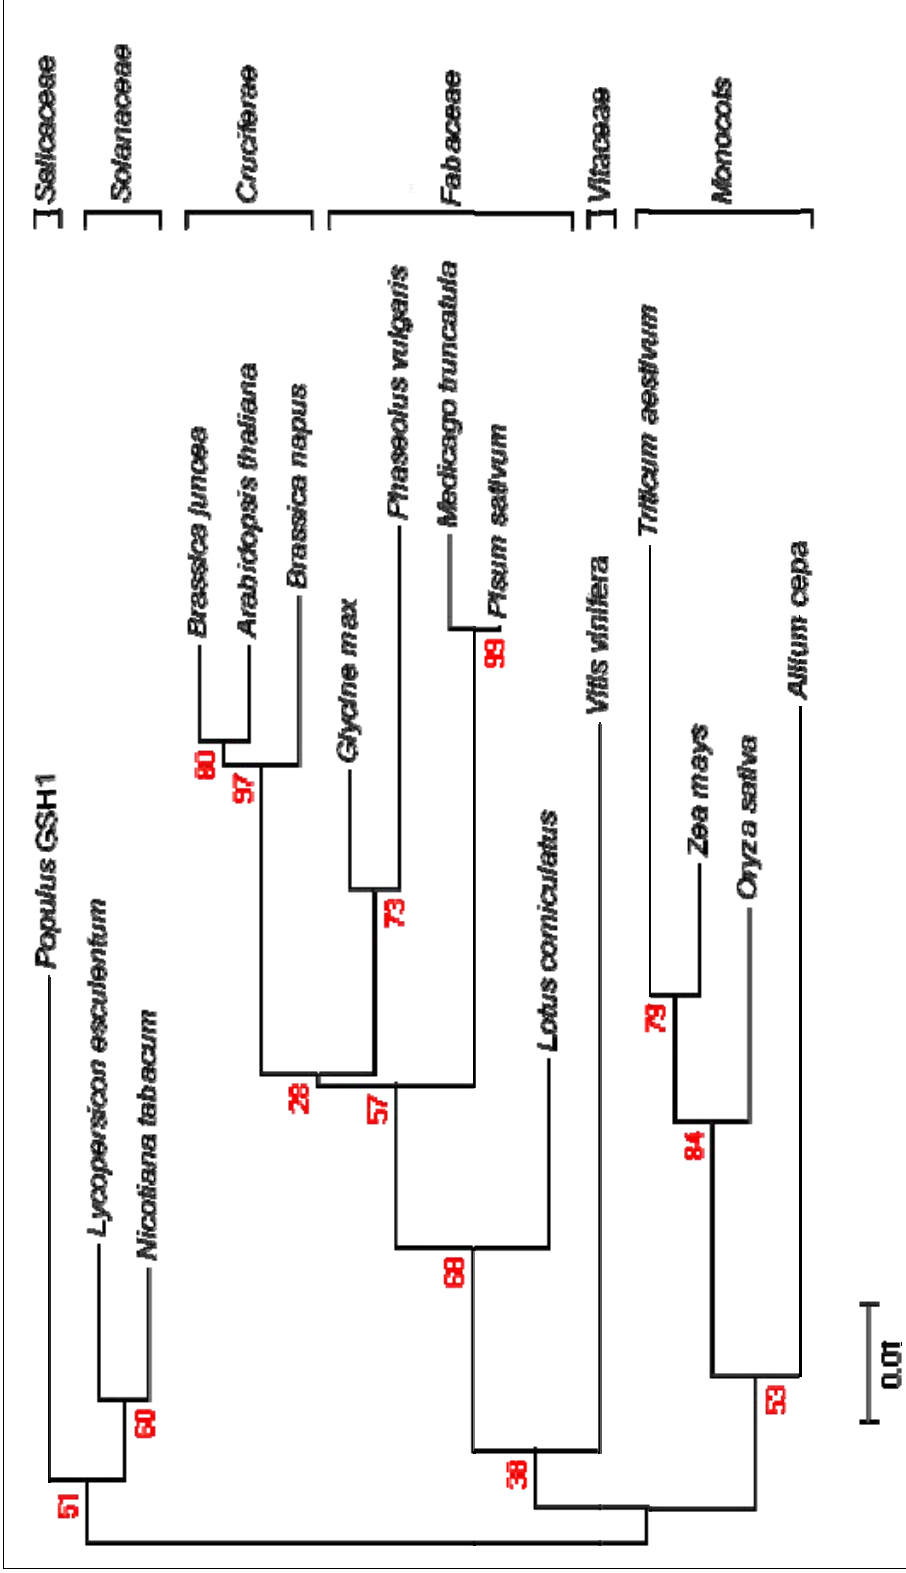 Salicaceae
Solanaceae
Cruciferae
Fabaceae
Vitaceae
Monocots
Populus GSH1
Lycopersicon esculentum
Nicotiana tabacum
Brassica juncea
Arabidopsis thaliana
Brassica napus
Glycine max
Phaseolus vulgaris
Medicago truncatula
Pisum sativum
Lotus corniculatus
Vitis vinifera
Triticum aestivum
Zea mays
Oryza sativa
Allium cepa
51
60
80
97
28
73
57
99
68
38
79
84
53
0.01